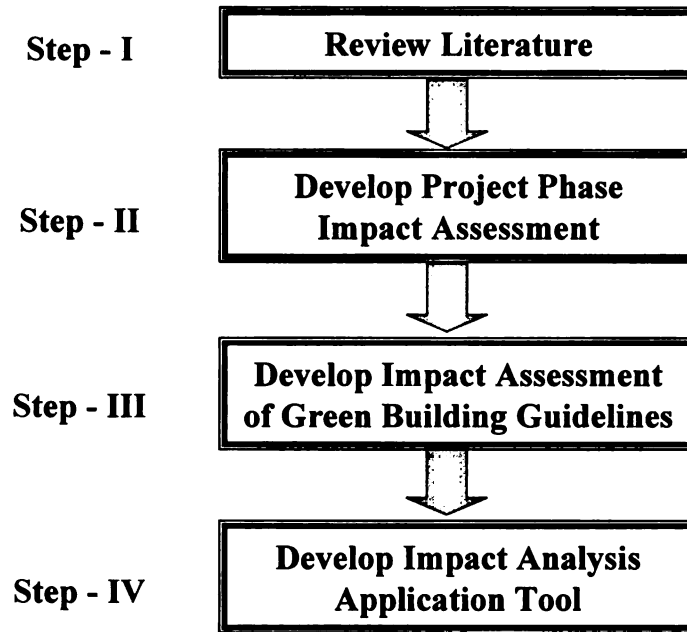 Step - I
Review Literature
Step - II
Develop Project Phase
Impact Assessment
Step - III
Develop Impact Assessment
of Green Building Guidelines
Step - IV
Develop Impact Analysis
Application Tool